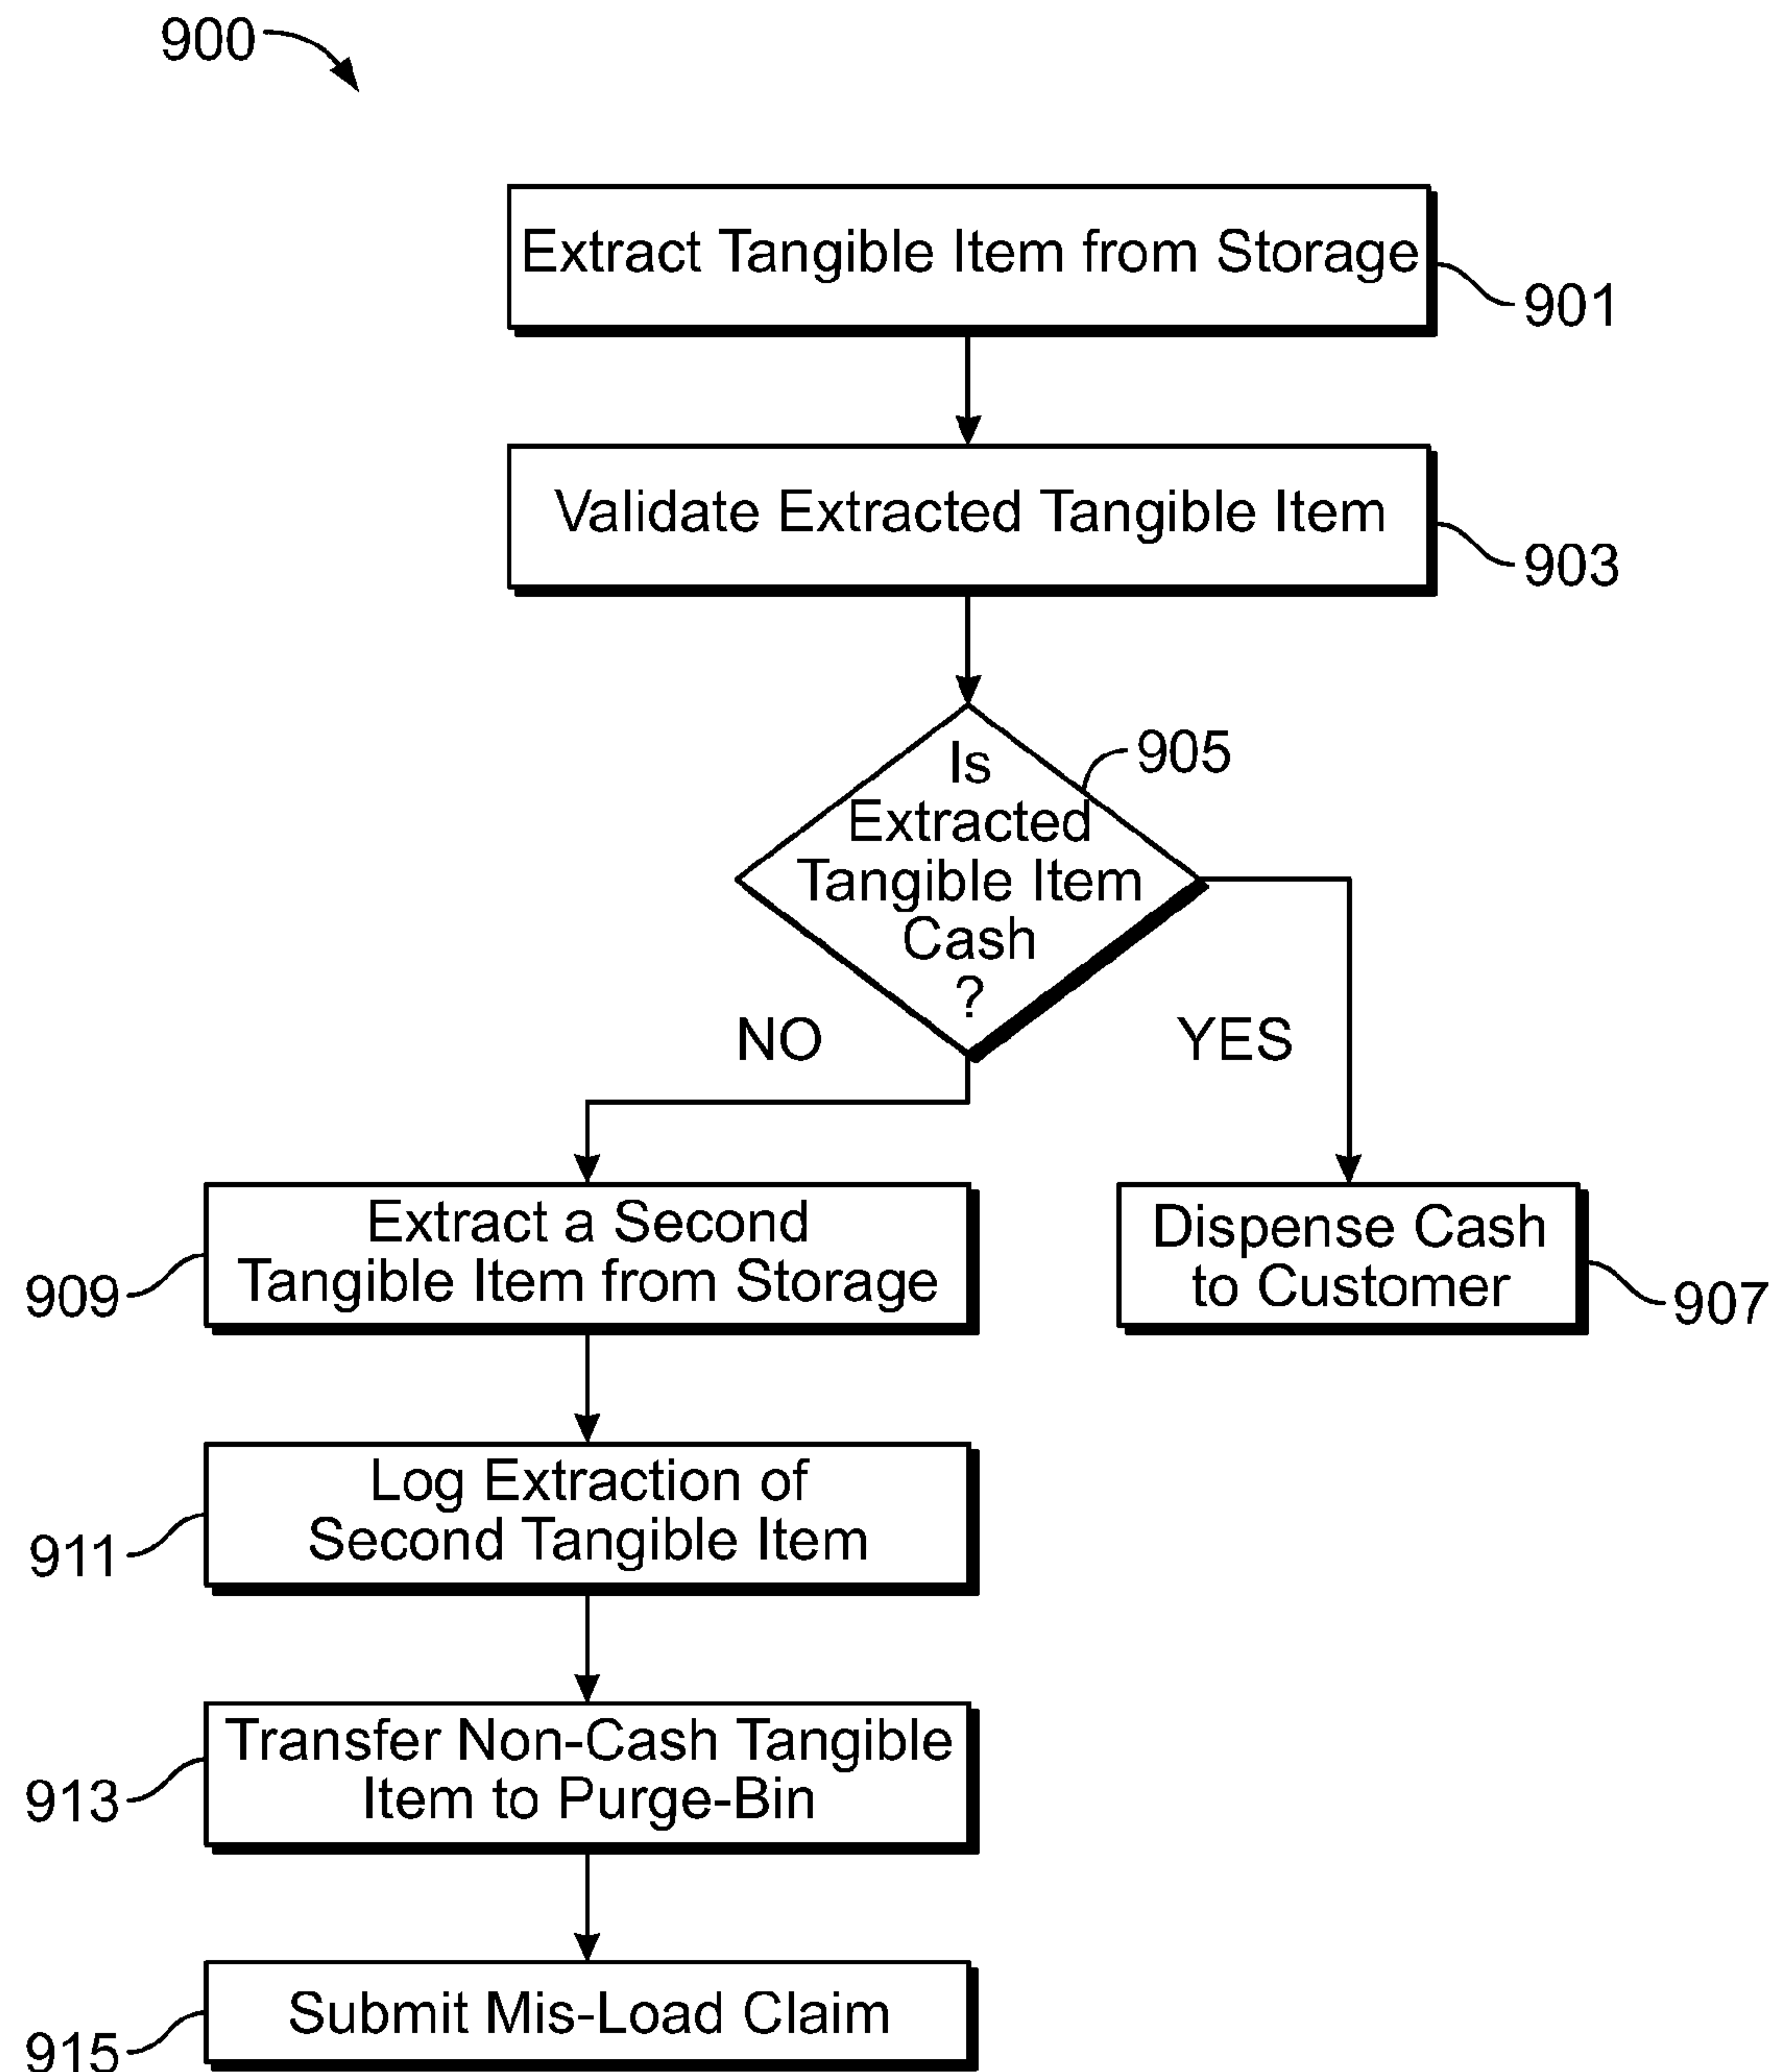 900
Extract Tangible Item from Storage
901
Validate Extracted Tangible Item
903
Is
Extracted
Tangible Item
Cash
?
905
NO
YES
Extract a Second
Tangible Item from Storage
909
Dispense Cash
to Customer
907
Log Extraction of
Second Tangible Item
911
Transfer Non-Cash Tangible
Item to Purge-Bin
913
Submit Mis-Load Claim
915